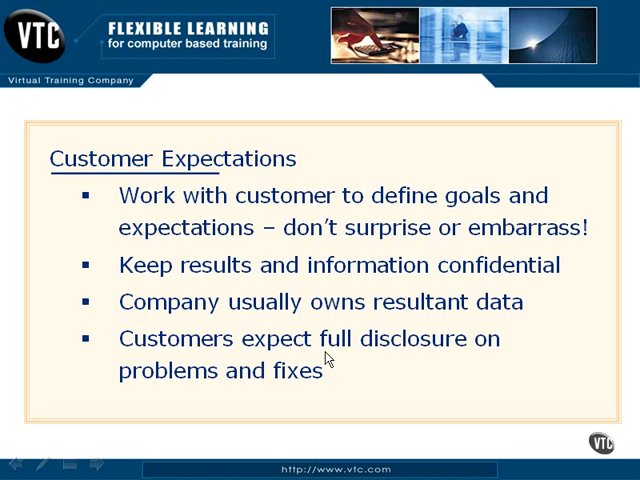 VTC
FLEXIBLE LEARNING
for computer based training
Virtual Training Company
Customer Expectations
▪ Work with customer to define goals and
expectations – don't surprise or embarrass!
▪ Keep results and information confidential
▪ Company usually owns resultant data
▪ Customers expect full disclosure on
problems and fixes
VTC
http://www.vtc.com